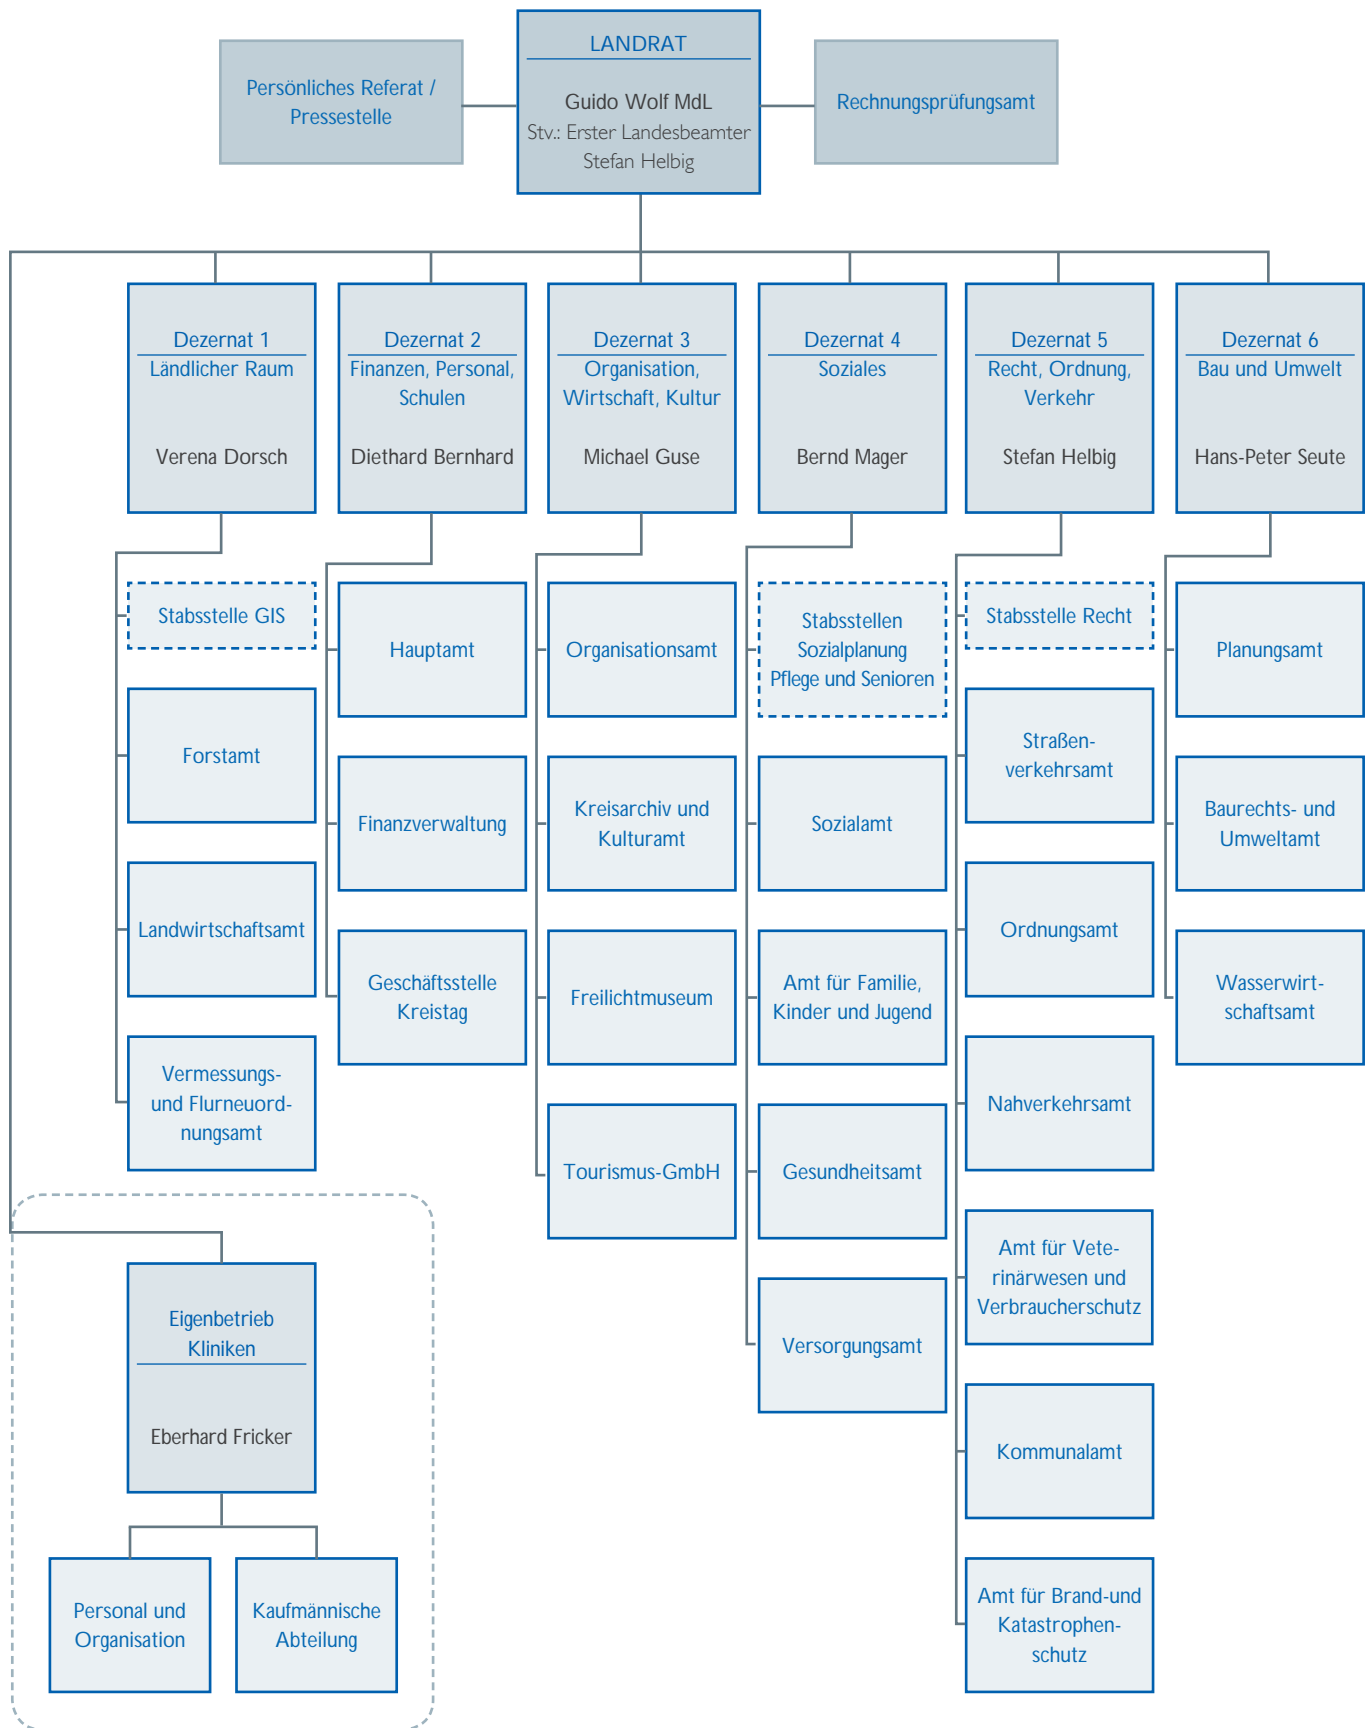 LANDRAT
Guido Wolf MdL
Stv.: Erster Landesbeamter
Stefan Helbig
Persönliches Referat /
Pressestelle
Rechnungsprüfungsamt
Dezernat 1
Ländlicher Raum
Verena Dorsch
Dezernat 2
Finanzen, Personal,
Schulen
Diethard Bernhard
Dezernat 3
Organisation,
Wirtschaft, Kultur
Michael Guse
Dezernat 4
Soziales
Bernd Mager
Dezernat 5
Recht, Ordnung,
Verkehr
Stefan Helbig
Dezernat 6
Bau und Umwelt
Hans-Peter Seute
Stabsstelle GIS
Forstamt
Landwirtschaftsamt
Vermessungs-
und Flurneuord-
nungsamt
Hauptamt
Finanzverwaltung
Geschäftsstelle
Kreistag
Organisationsamt
Kreisarchiv und
Kulturamt
Freilichtmuseum
Tourismus-GmbH
Stabsstellen
Sozialplanung
Pflege und Senioren
Sozialamt
Amt für Familie,
Kinder und Jugend
Gesundheitsamt
Versorgungsamt
Stabsstelle Recht
Straßen-
verkehrsamt
Ordnungsamt
Nahverkehrsamt
Amt für Vete-
rinärwesen und
Verbraucherschutz
Kommunalamt
Amt für Brand-und
Katastrophen-
schutz
Planungsamt
Baurechts- und
Umweltamt
Wasserwirt-
schaftsamt
Eigenbetrieb
Kliniken
Eberhard Fricker
Personal und
Organisation
Kaufmännische
Abteilung